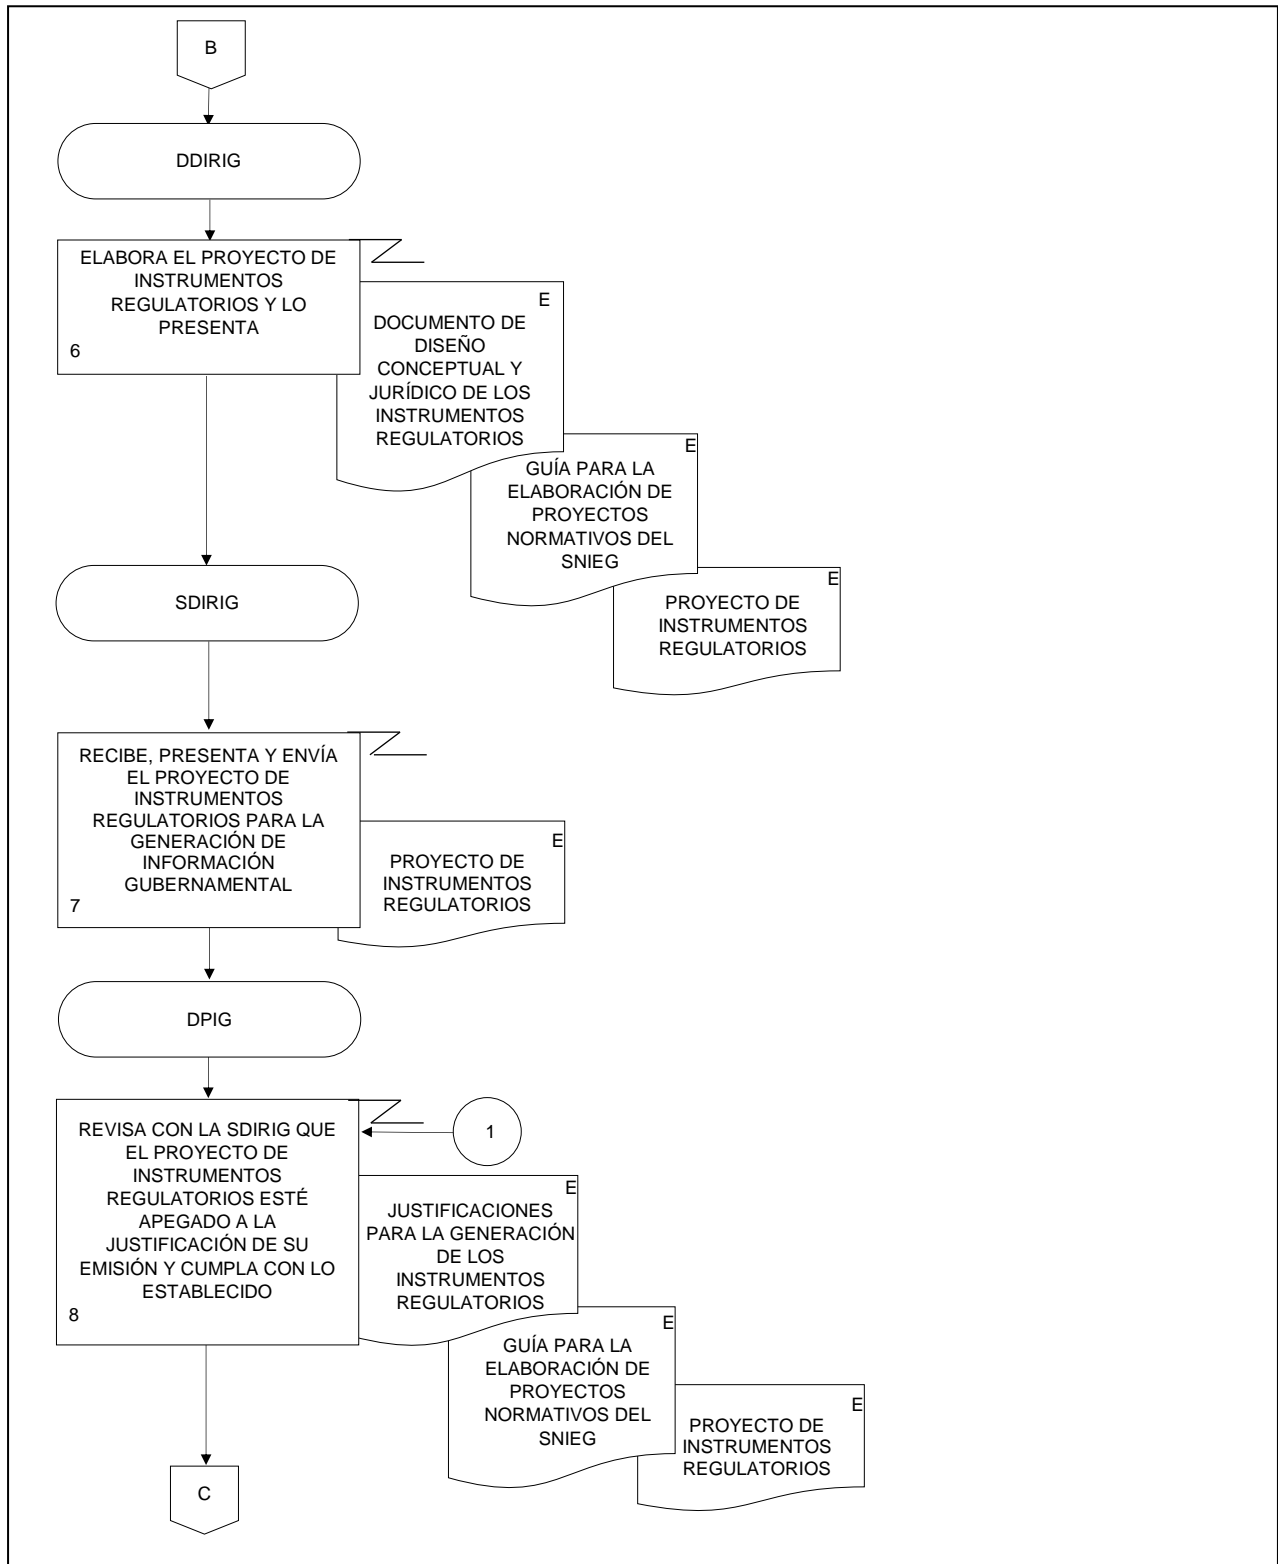 B
DDIRIG
ELABORA EL PROYECTO DE
INSTRUMENTOS
REGULATORIOS Y LO
PRESENTA
6
E
DOCUMENTO DE
DISEÑO
CONCEPTUAL Y
JURÍDICO DE LOS
INSTRUMENTOS
REGULATORIOS
E
GUÍA PARA LA
ELABORACIÓN DE
PROYECTOS
NORMATIVOS DEL
SNIEG
E
PROYECTO DE
INSTRUMENTOS
REGULATORIOS
SDIRIG
RECIBE, PRESENTA Y ENVÍA
EL PROYECTO DE
INSTRUMENTOS
REGULATORIOS PARA LA
GENERACIÓN DE
INFORMACIÓN
GUBERNAMENTAL
7
E
PROYECTO DE
INSTRUMENTOS
REGULATORIOS
DPIG
REVISA CON LA SDIRIG QUE
EL PROYECTO DE
INSTRUMENTOS
REGULATORIOS ESTÉ
APEGADO A LA
JUSTIFICACIÓN DE SU
EMISIÓN Y CUMPLA CON LO
ESTABLECIDO
8
1
E
JUSTIFICACIONES
PARA LA GENERACIÓN
DE LOS
INSTRUMENTOS
REGULATORIOS
E
GUÍA PARA LA
ELABORACIÓN DE
PROYECTOS
NORMATIVOS DEL
SNIEG
E
PROYECTO DE
INSTRUMENTOS
REGULATORIOS
C